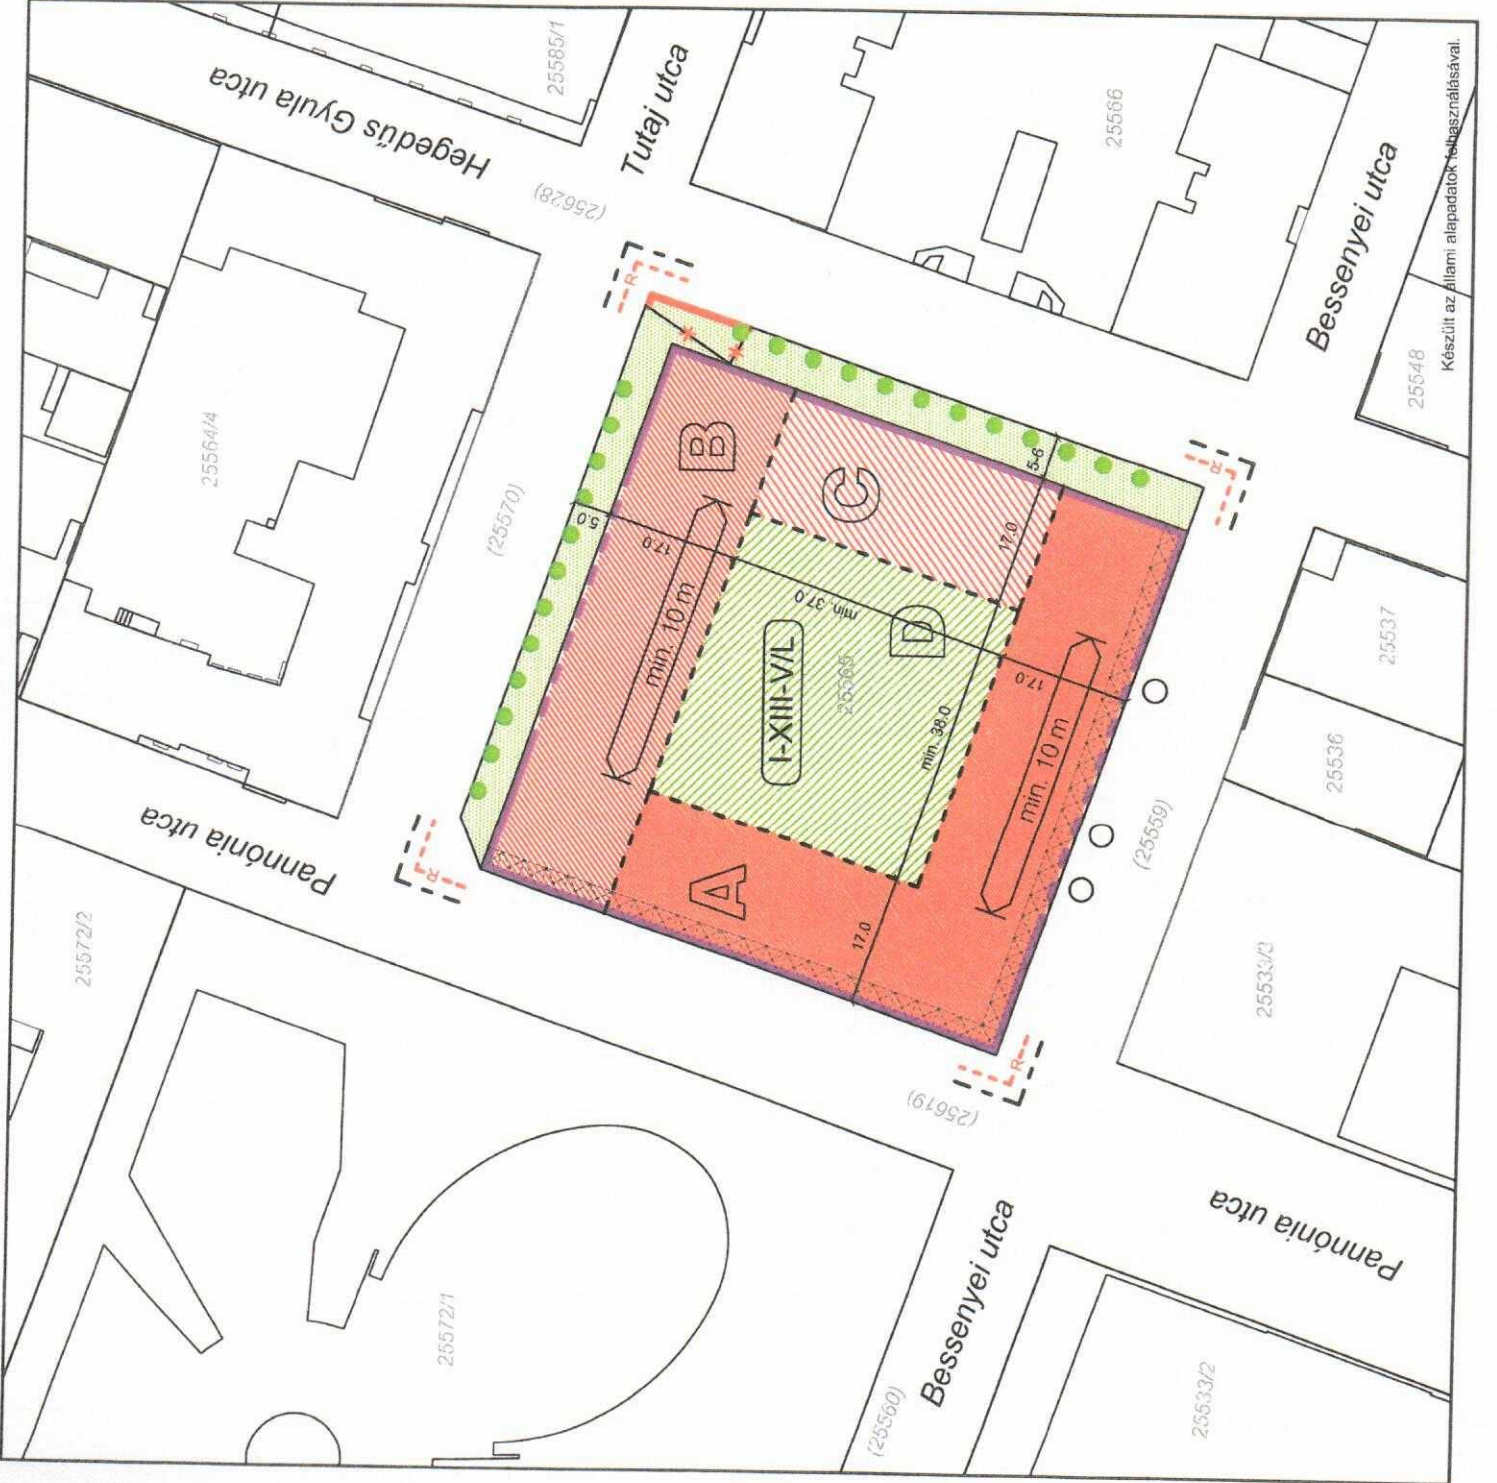 25585/1
Hegedűs Gyula utca
Tutaj utca
(25628)
25566
Bessenyei utca
Készült az állami alapadatok felhasználásával.
25548
25564/4
(25570)
R
R
B
C
5-6
5.0
17.0
17.0
min. 10 m
min. 37.0
I-XIII-V/L
25565
D
min. 38.0
17.0
min. 10 m
25537
25536
(25559)
Pannónia utca
R
A
17.0
25572/2
25533/3
R
(25619)
Pannónia utca
25572/1
Bessenyei utca
(25560)
25533/2